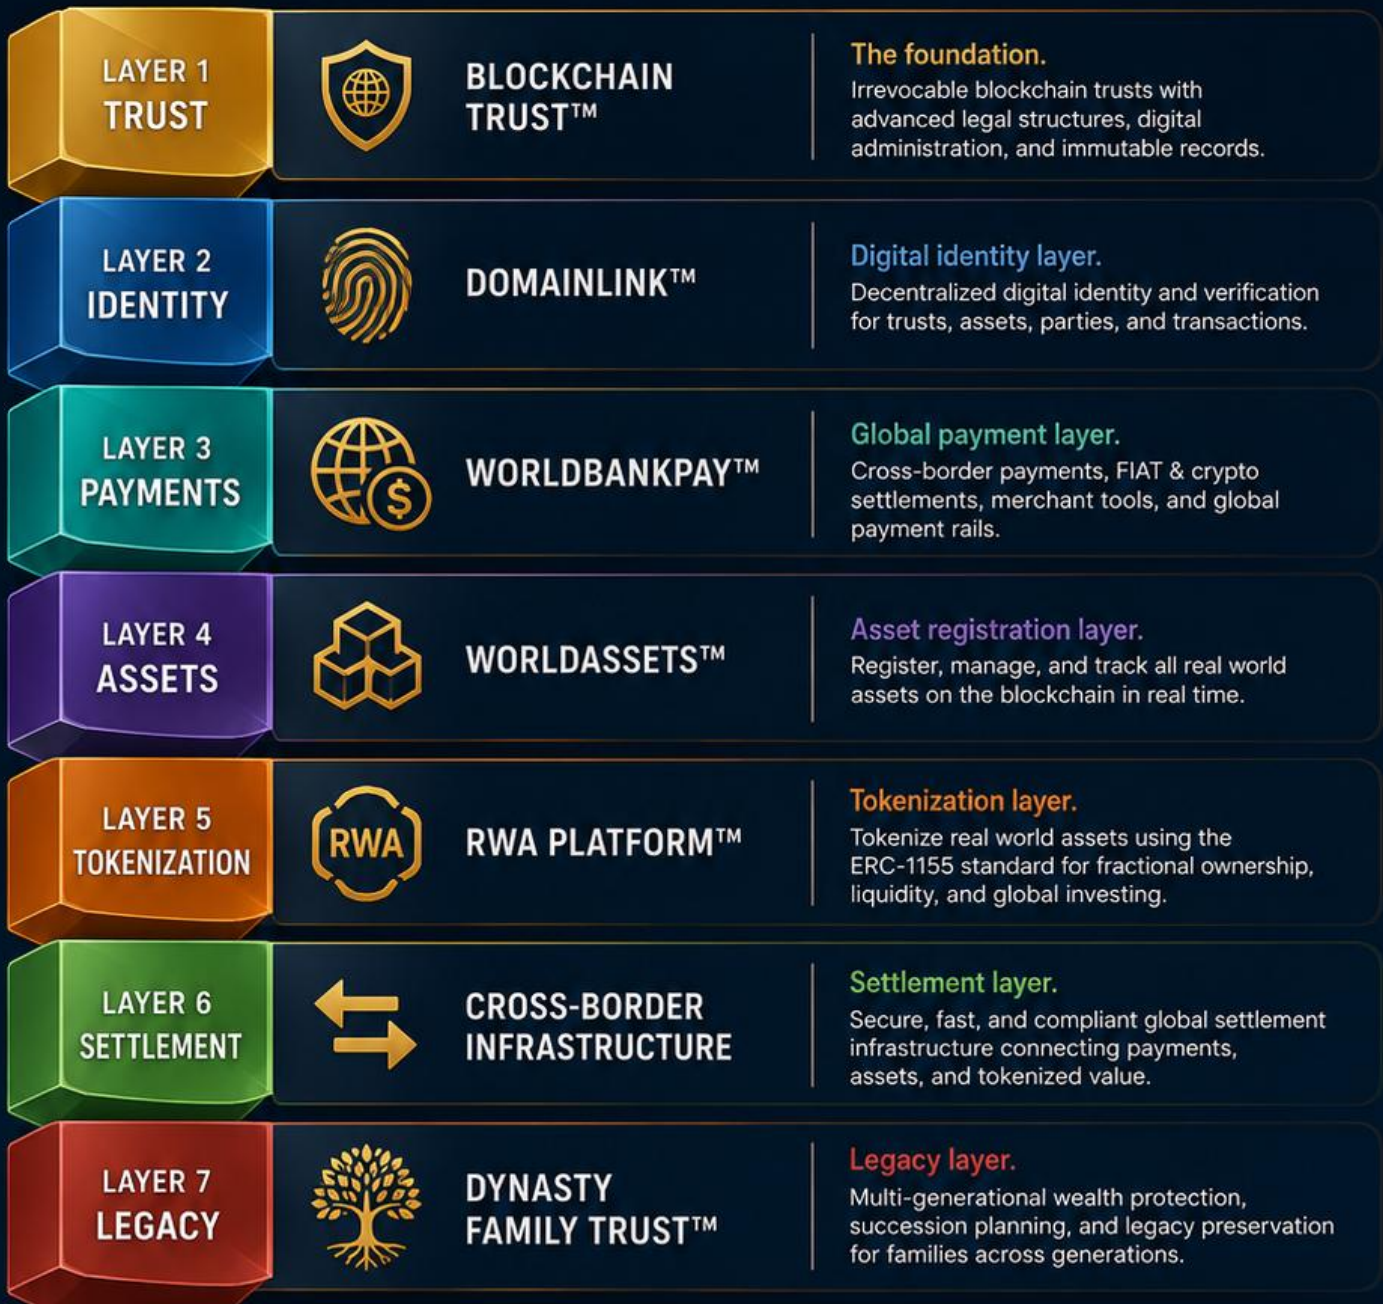 LAYER 1
TRUST
BLOCKCHAIN
TRUST™
The foundation.
Irrevocable blockchain trusts with
advanced legal structures, digital
administration, and immutable records.
LAYER 2
IDENTITY
DOMAINLINK™
Digital identity layer.
Decentralized digital identity and verification
for trusts, assets, parties, and transactions.
LAYER 3
PAYMENTS
$
WORLDBANKPAY™
Global payment layer.
Cross-border payments, FIAT & crypto
settlements, merchant tools, and global
payment rails.
LAYER 4
ASSETS
WORLDASSETS™
Asset registration layer.
Register, manage, and track all real world
assets on the blockchain in real time.
LAYER 5
TOKENIZATION
RWA
RWA PLATFORM™
Tokenization layer.
Tokenize real world assets using the
ERC-1155 standard for fractional ownership,
liquidity, and global investing.
LAYER 6
SETTLEMENT
CROSS-BORDER
INFRASTRUCTURE
Settlement layer.
Secure, fast, and compliant global settlement
infrastructure connecting payments,
assets, and tokenized value.
LAYER 7
LEGACY
DYNASTY
FAMILY TRUST™
Legacy layer.
Multi-generational wealth protection,
succession planning, and legacy preservation
for families across generations.